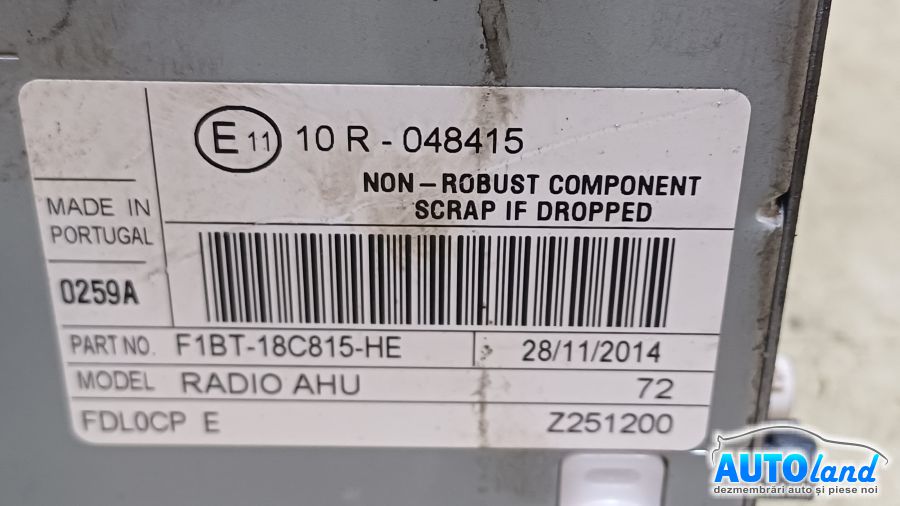 E 11 10 R - 048415
NON - ROBUST COMPONENT
SCRAP IF DROPPED
MADE IN
PORTUGAL
0259A
PART NO. F1BT-18C815-HE 28/11/2014
MODEL RADIO AHU 72
FDL0CP E Z251200
AUTOland
dezmembrări auto și piese noi